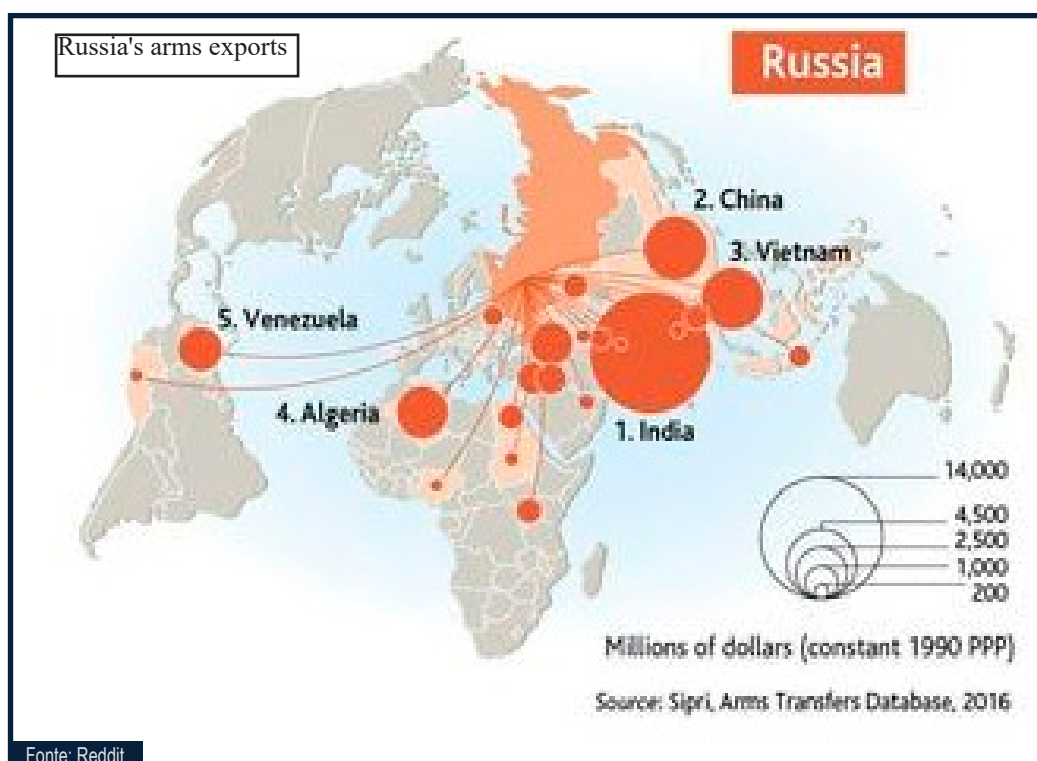 Russia's arms exports
Russia
2. China
3. Vietnam
5. Venezuela
4. Algeria
1. India
14,000
4,500
2,500
1,000
200
Millions of dollars (constant 1990 PPP)
Source: Sipri, Arms Transfers Database, 2016
Fonte: Reddit